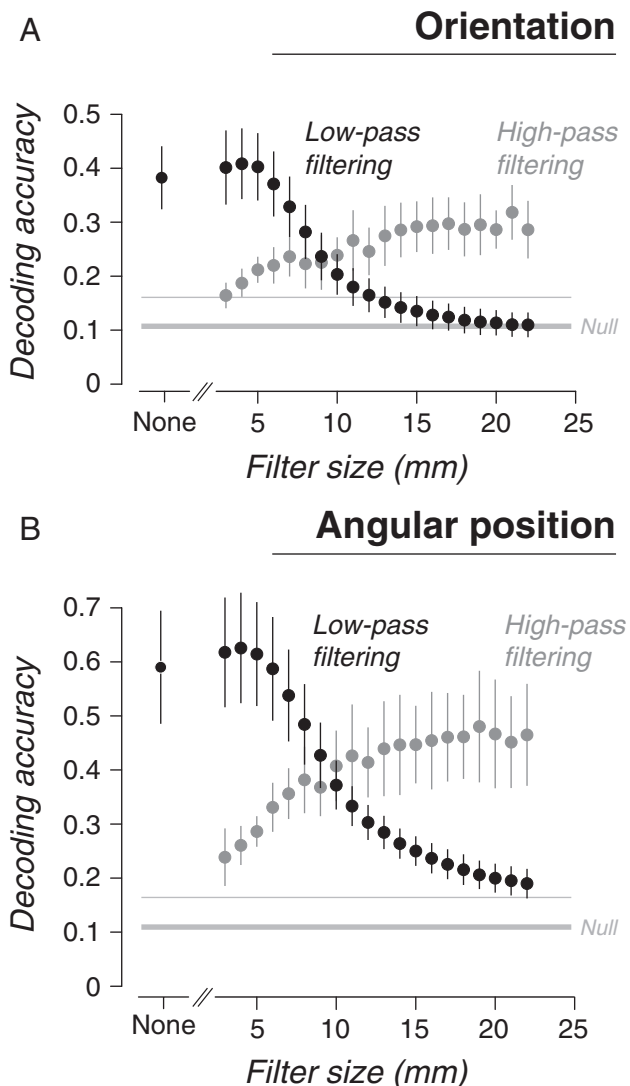 A
Orientation
Decoding accuracy
0.5
0.4
0.3
0.2
0.1
0
Low-pass
filtering
High-pass
filtering
Null
None
5
10
15
20
25
Filter size (mm)
B
Angular position
Decoding accuracy
0.7
0.6
0.5
0.4
0.3
0.2
0.1
0
Low-pass
filtering
High-pass
filtering
Null
None
5
10
15
20
25
Filter size (mm)